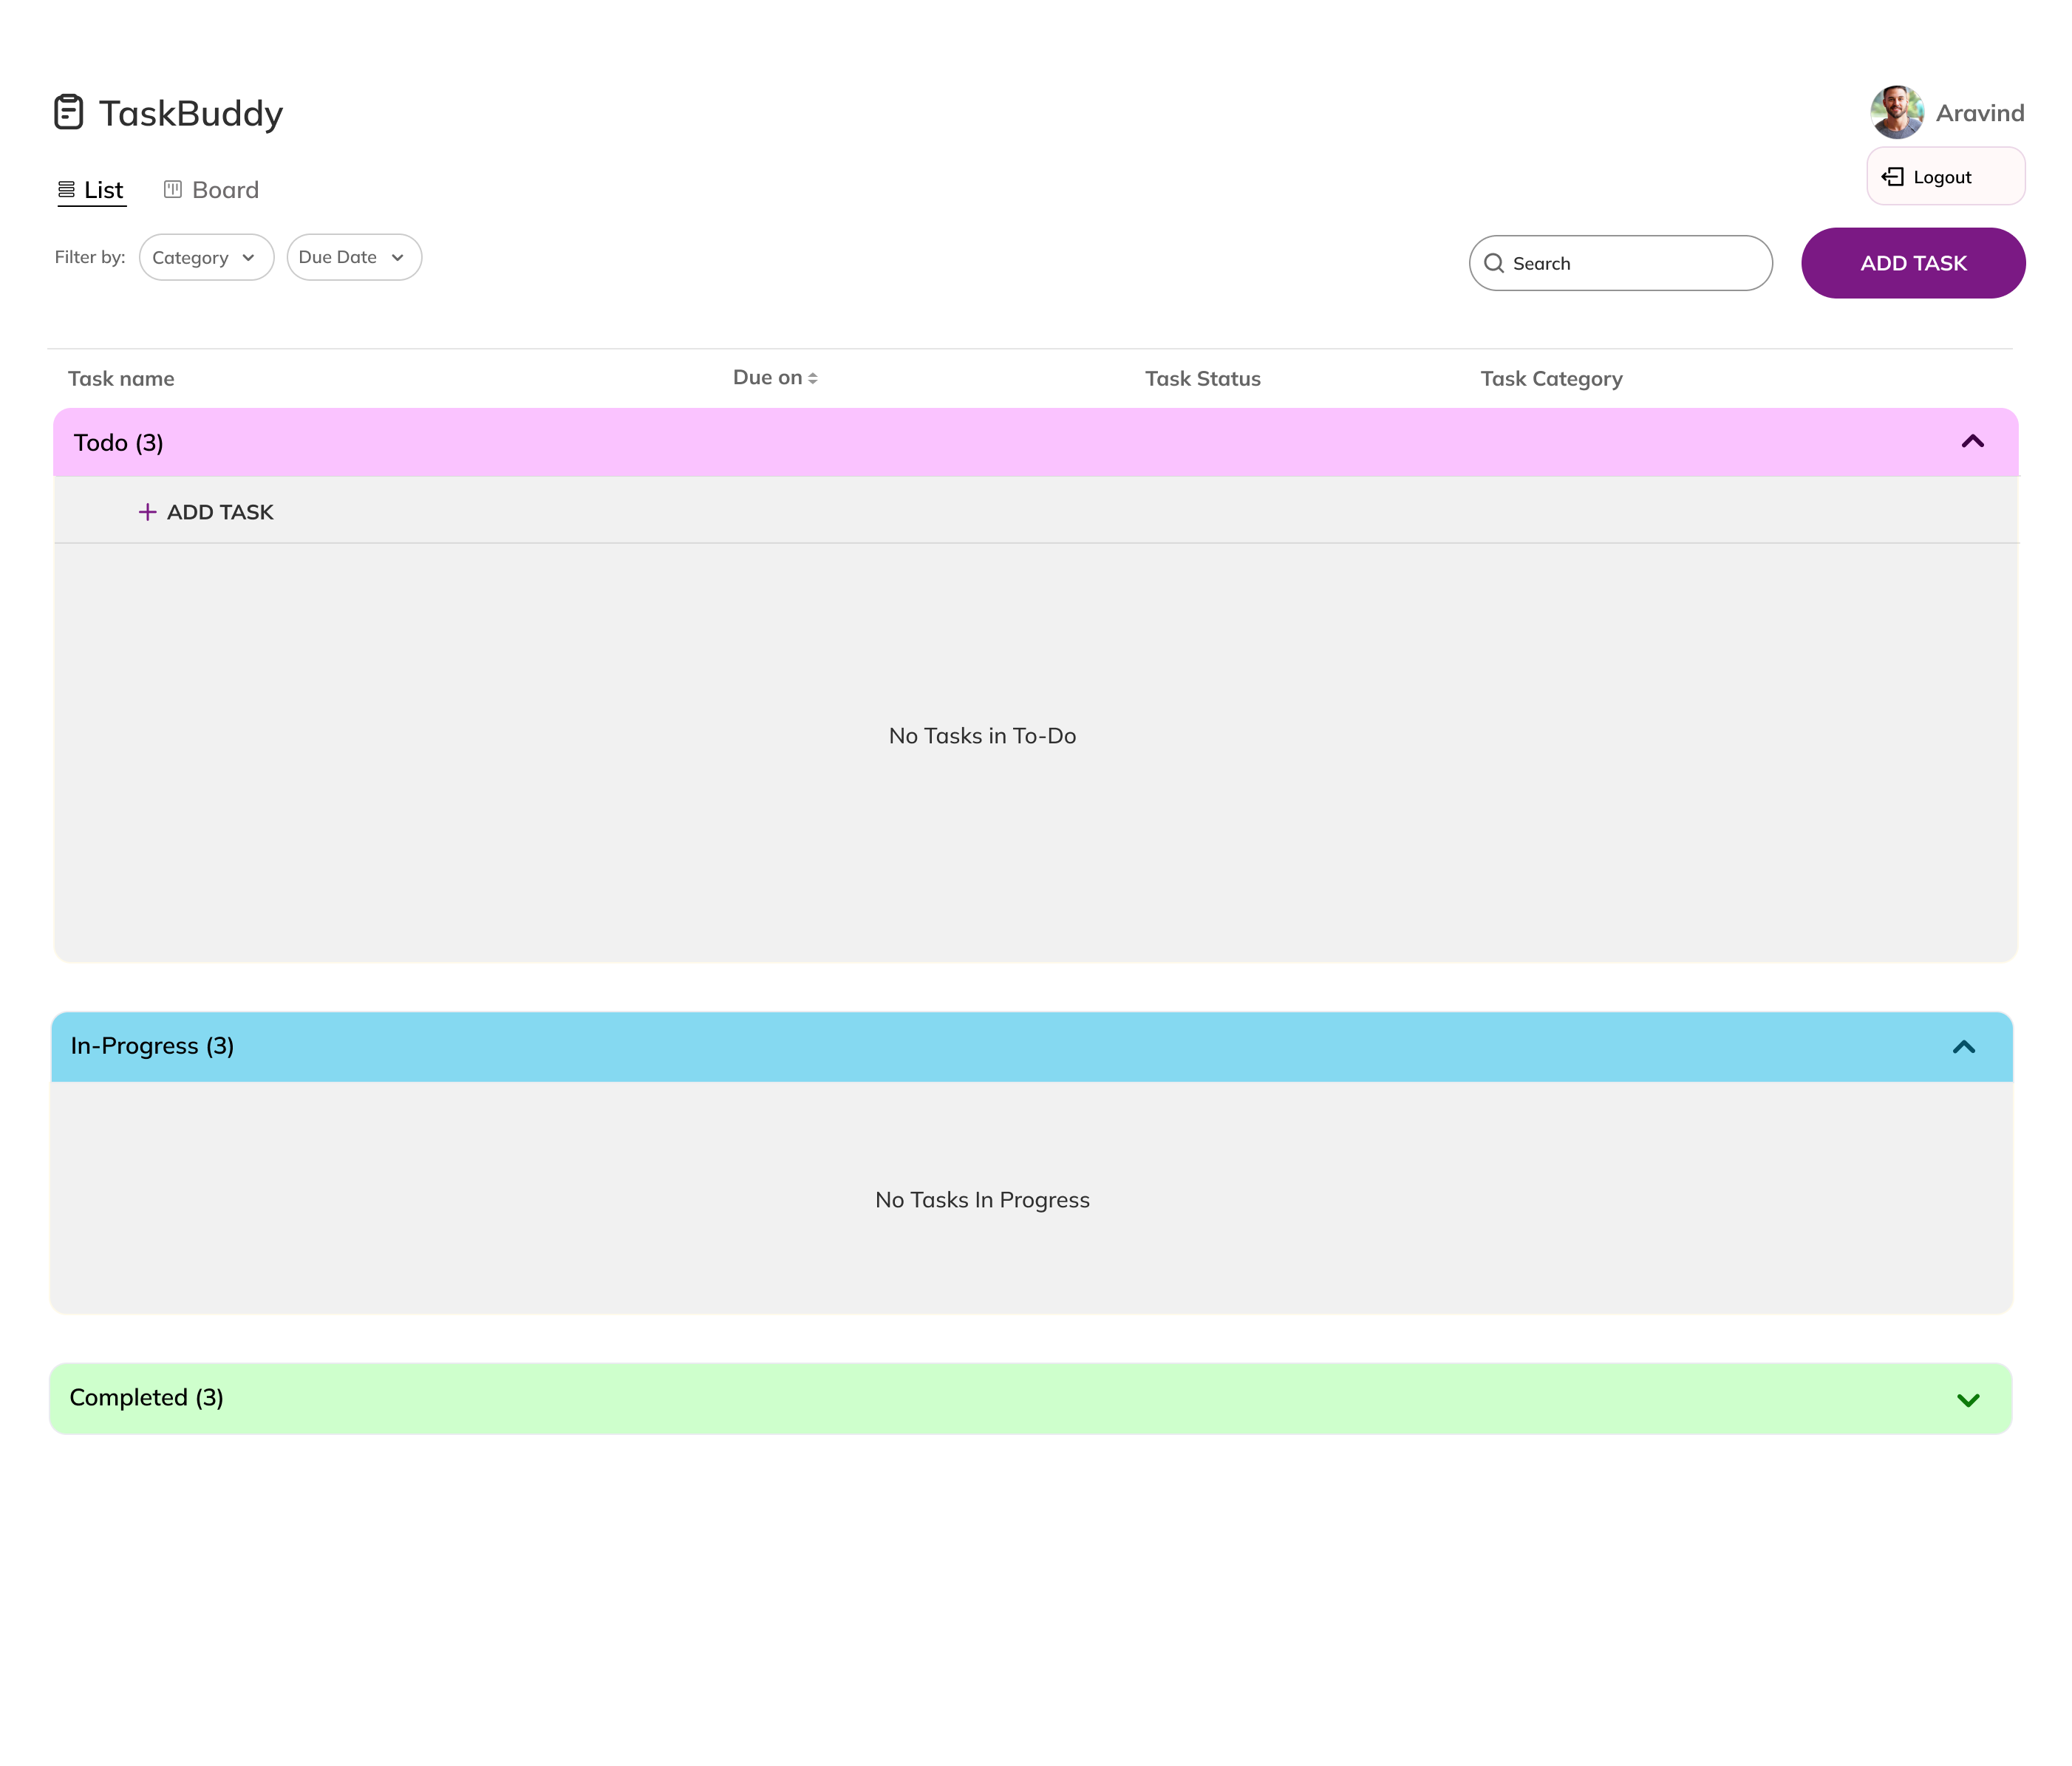 TaskBuddy
Aravind
List
Board
Logout
Filter by:
Category
Due Date
Search
ADD TASK
Task name
Due on
Task Status
Task Category
Todo (3)
+ ADD TASK
No Tasks in To-Do
In-Progress (3)
No Tasks In Progress
Completed (3)